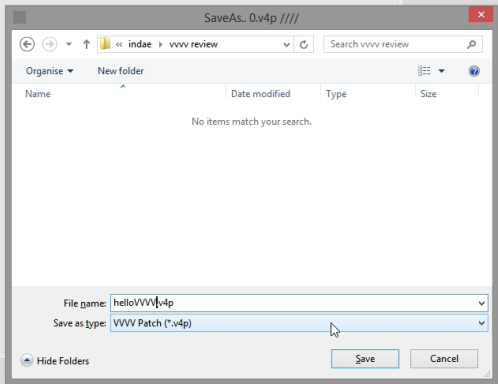 SaveAs.. 0.v4p ////
« indae ▸ vvvv review
Search vvvv review
Organise
New folder
Name
Date modified
Type
Size
No items match your search.
File name: helloVVVV.v4p
Save as type: VVVV Patch (*.v4p)
Hide Folders
Save
Cancel